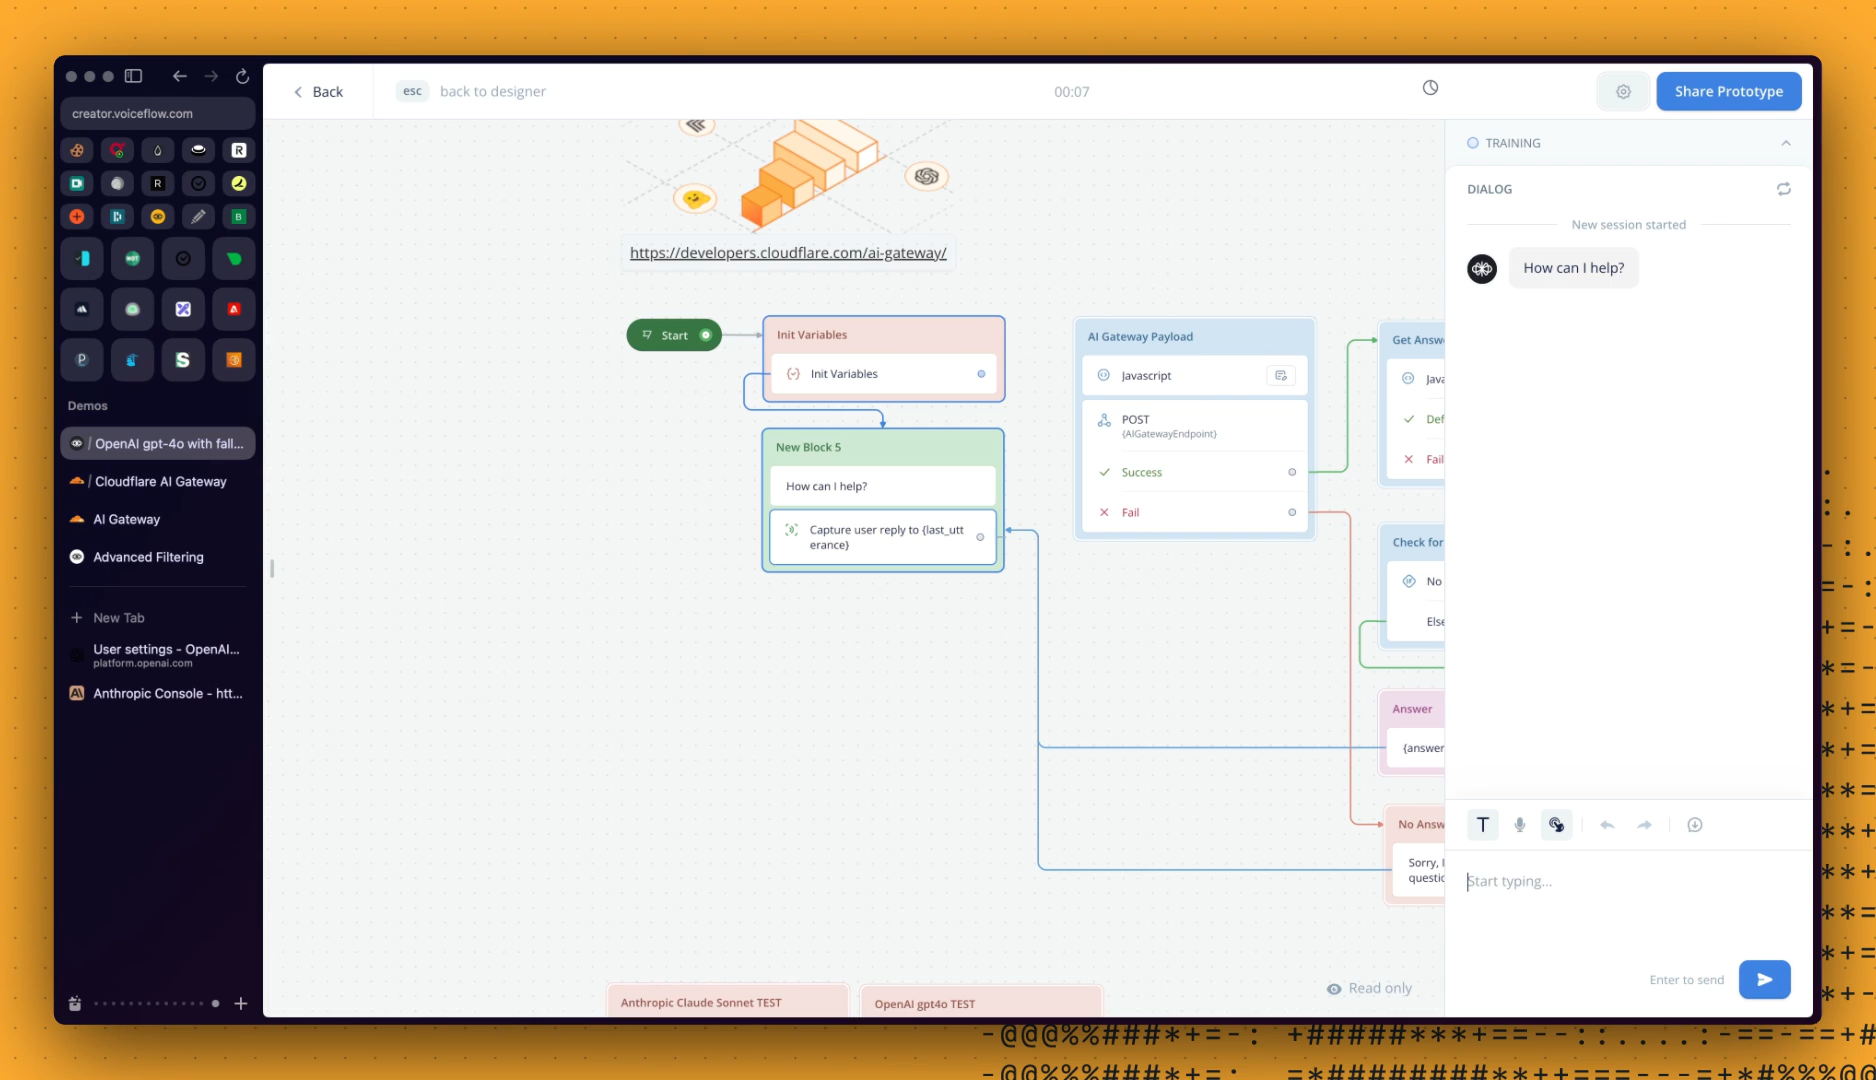 creator.voiceflow.com
Demos
/ OpenAI gpt-4o with fall...
/ Cloudflare AI Gateway
AI Gateway
Advanced Filtering
New Tab
User settings - OpenAI...
platform.openai.com
Anthropic Console - htt...
Back
esc back to designer
00:07
Share Prototype
https://developers.cloudflare.com/ai-gateway/
Start
Init Variables
Init Variables
New Block 5
How can I help?
Capture user reply to {last_utt
erance}
AI Gateway Payload
Javascript
POST
{AIGatewayEndpoint}
Success
Fail
Get Answ
Java
Def
Fail
Check for
No
Else
Answer
{answer
No Answ
Sorry, I
questio
Anthropic Claude Sonnet TEST
OpenAI gpt4o TEST
Read only
TRAINING
DIALOG
New session started
How can I help?
Start typing...
Enter to send